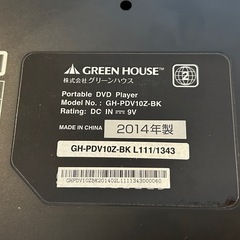 GREEN HOUSE
株式会社グリーンハウス
2
Portable DVD Player
Model No. : GH-PDV10Z-BK
Rating: DC IN ⎓ 9V
MADE IN CHINA
2014年製
GH-PDV10Z-BK L111/1343